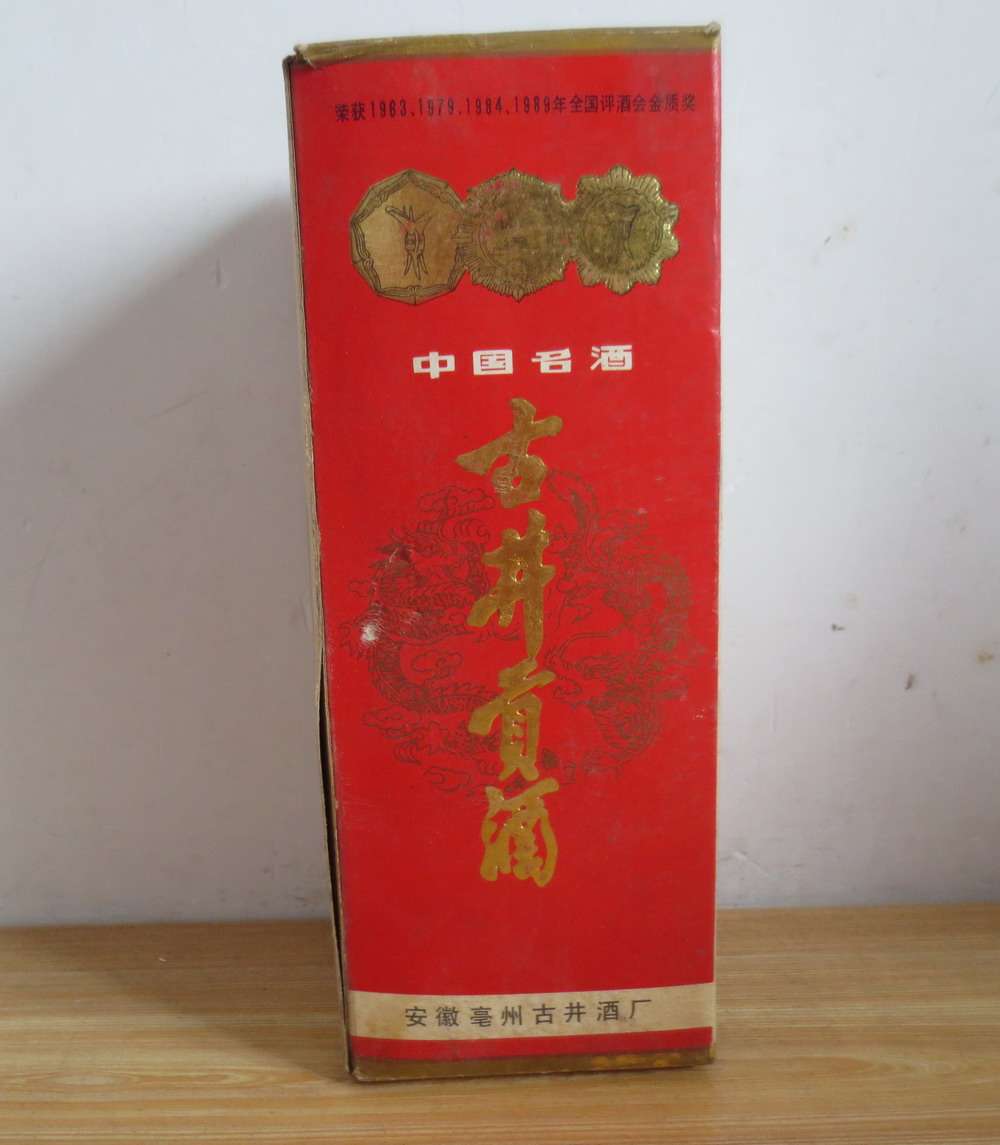 荣获1963、1979、1984、1989年全国评酒会金质奖
中国名酒
古井贡酒
安徽亳州古井酒厂